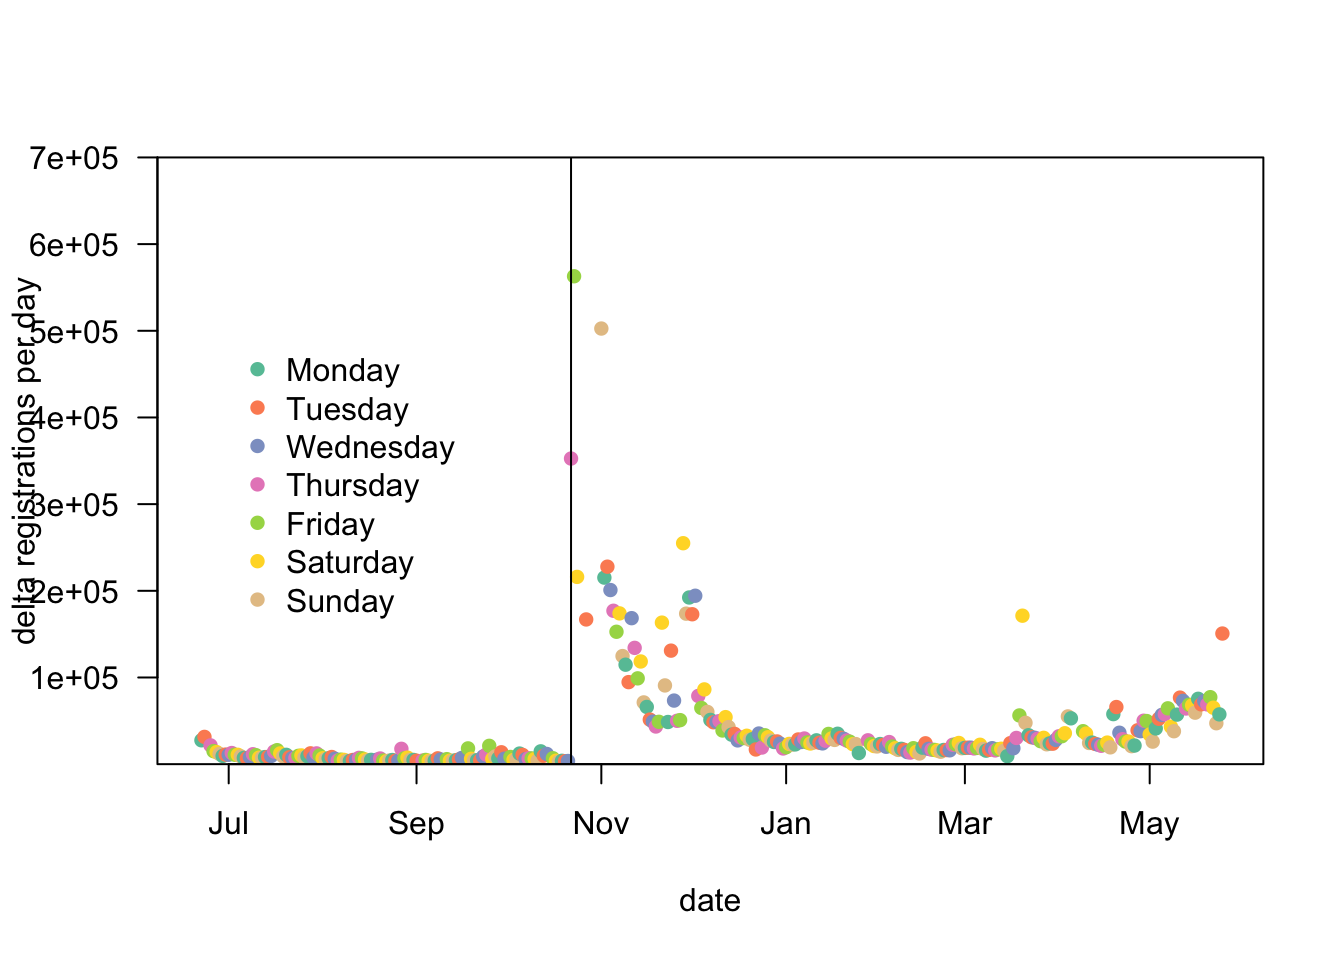 7e+05
6e+05
5e+05
4e+05
3e+05
2e+05
1e+05
delta registrations per day
Monday
Tuesday
Wednesday
Thursday
Friday
Saturday
Sunday
Jul Sep Nov Jan Mar May
date